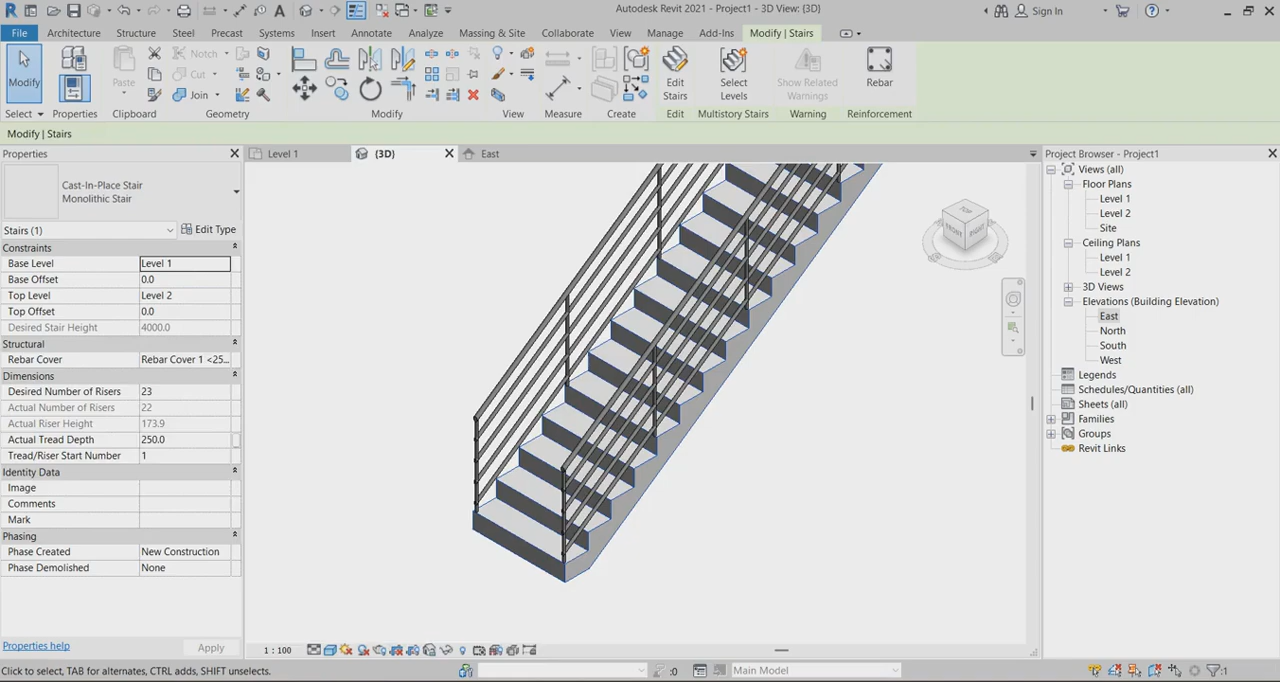 Autodesk Revit 2021 - Project1 - 3D View: {3D}
Sign In
File
Architecture
Structure
Steel
Precast
Systems
Insert
Annotate
Analyze
Massing & Site
Collaborate
View
Manage
Add-Ins
Modify | Stairs
Modify
Select
Properties
Paste
Clipboard
Notch
Cut
Join
Geometry
Modify
View
Measure
Create
Edit
Stairs
Edit
Select
Levels
Multistory Stairs
Show Related
Warnings
Warning
Rebar
Reinforcement
Modify | Stairs
Properties
Cast-In-Place Stair
Monolithic Stair
Stairs (1)
Edit Type
Constraints
Base Level Level 1
Base Offset 0.0
Top Level Level 2
Top Offset 0.0
Desired Stair Height 4000.0
Structural
Rebar Cover Rebar Cover 1 <25...
Dimensions
Desired Number of Risers 23
Actual Number of Risers 22
Actual Riser Height 173.9
Actual Tread Depth 250.0
Tread/Riser Start Number 1
Identity Data
Image
Comments
Mark
Phasing
Phase Created New Construction
Phase Demolished None
Properties help
Apply
Level 1
{3D}
East
TOP
FRONT
RIGHT
1 : 100
Project Browser - Project1
Views (all)
Floor Plans
Level 1
Level 2
Site
Ceiling Plans
Level 1
Level 2
3D Views
Elevations (Building Elevation)
East
North
South
West
Legends
Schedules/Quantities (all)
Sheets (all)
Families
Groups
Revit Links
Click to select, TAB for alternates, CTRL adds, SHIFT unselects.
:0
Main Model
:1